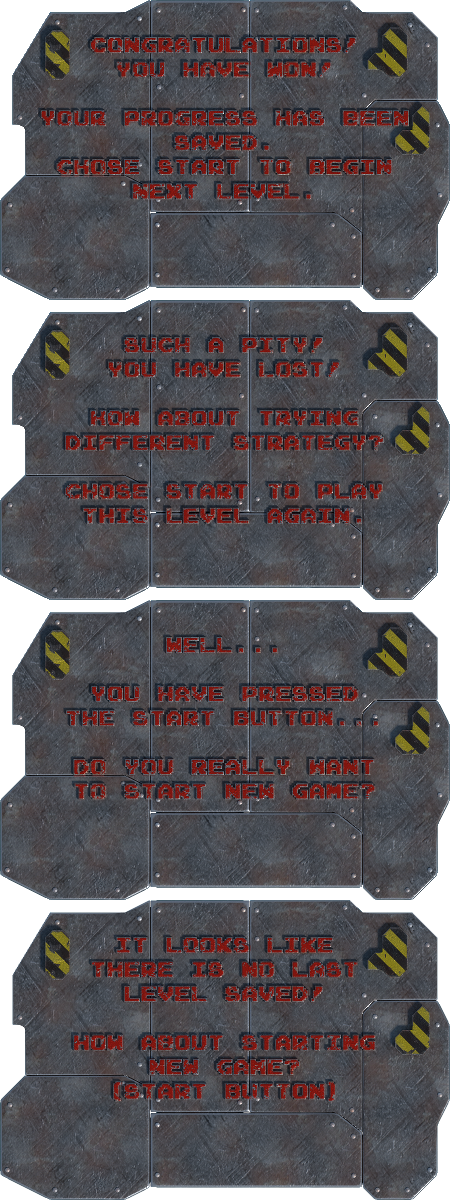 CONGRATULATIONS!
YOU HAVE WON!
YOUR PROGRESS HAS BEEN
SAVED.
CHOSE START TO BEGIN
NEXT LEVEL.
SUCH A PITY!
YOU HAVE LOST!
HOW ABOUT TRYING
DIFFERENT STRATEGY?
CHOSE START TO PLAY
THIS LEVEL AGAIN.
WELL...
YOU HAVE PRESSED
THE START BUTTON...
DO YOU REALLY WANT
TO START NEW GAME?
IT LOOKS LIKE
THERE IS NO LAST
LEVEL SAVED!
HOW ABOUT STARTING
NEW GAME?
(START BUTTON)